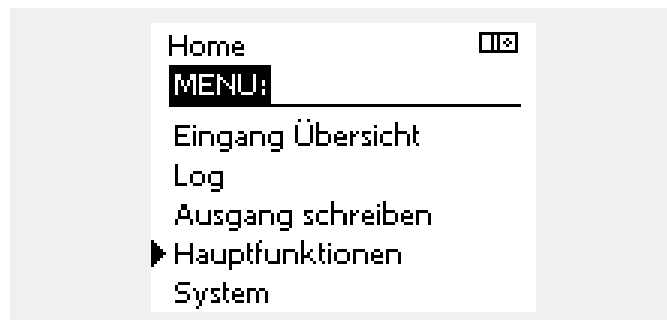 Home
MENU:
Eingang Übersicht
Log
Ausgang schreiben
Hauptfunktionen
System